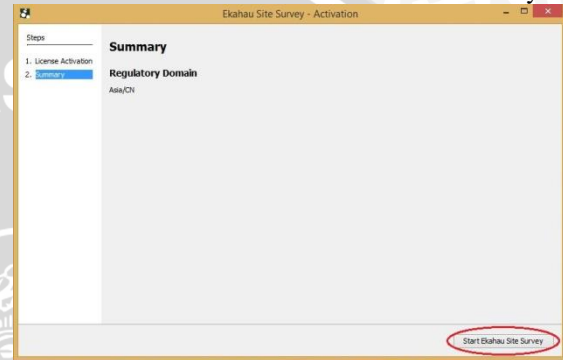 Ekahau Site Survey - Activation
Steps
1. License Activation
2. Summary
Summary
Regulatory Domain
Asia/CN
Start Ekahau Site Survey